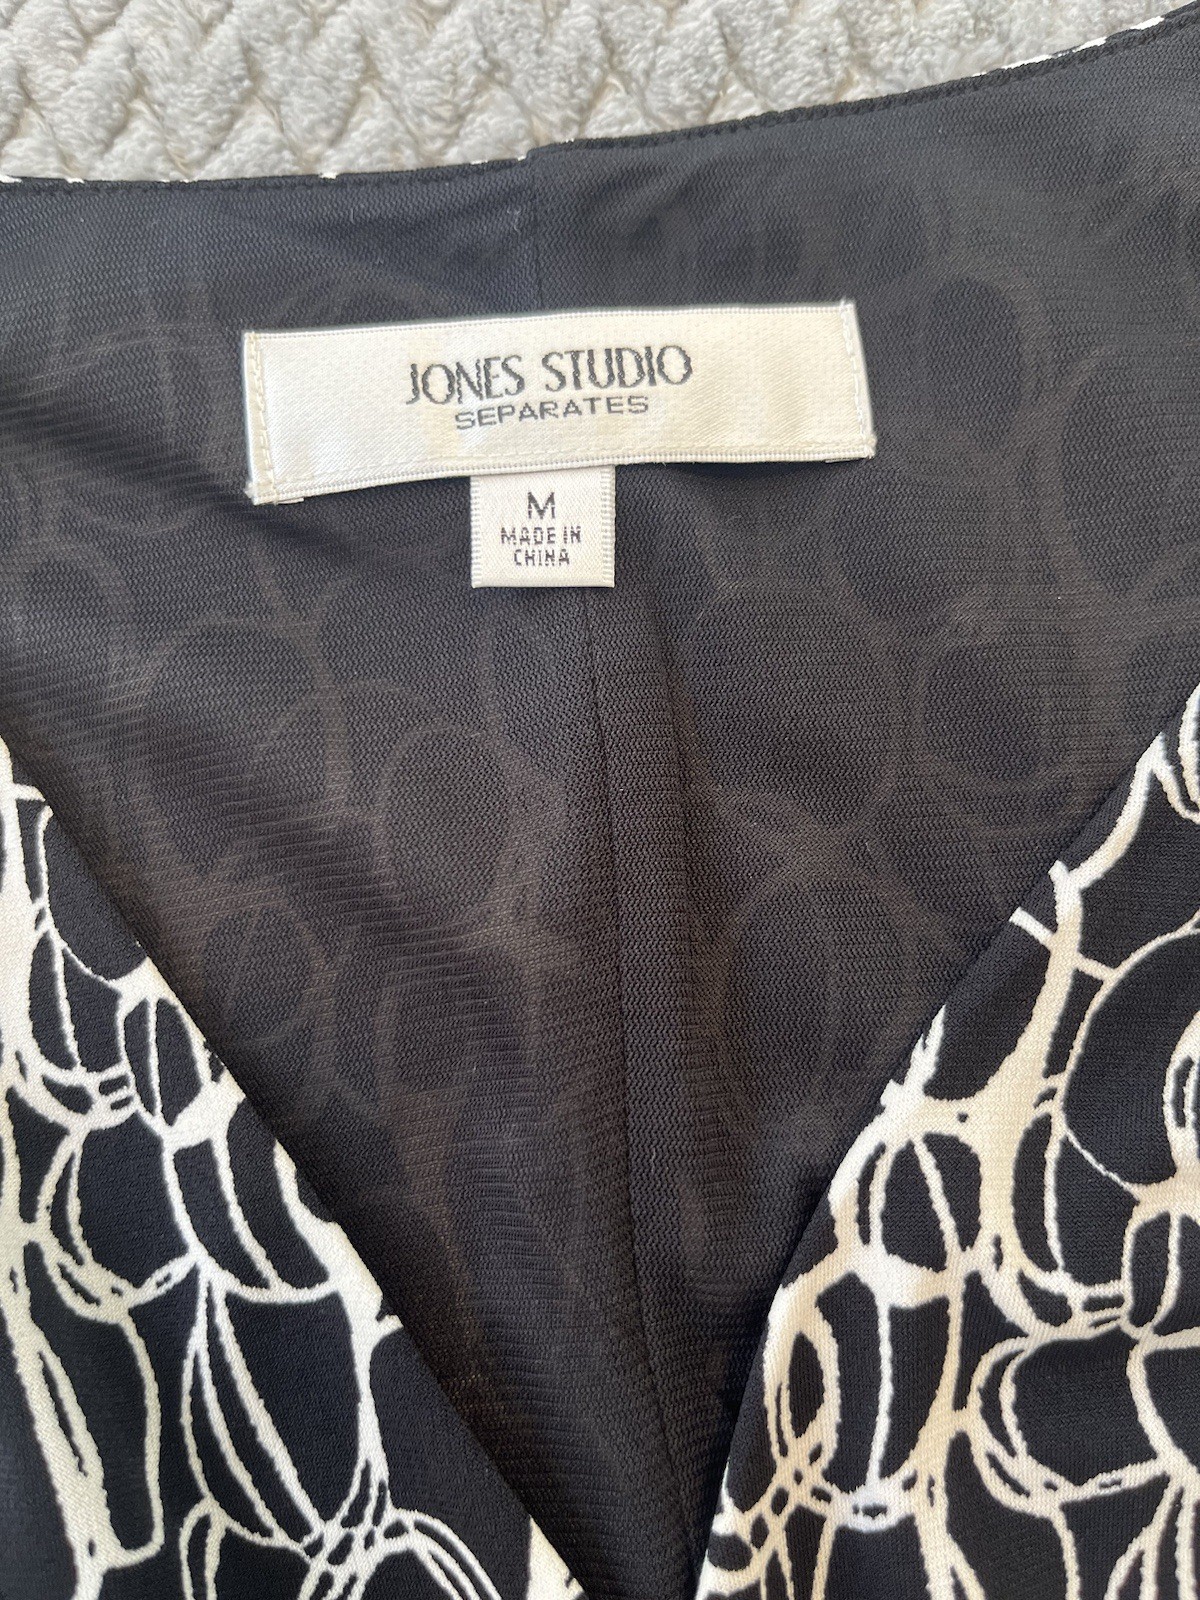 JONES STUDIO
SEPARATES
M
MADE IN
CHINA